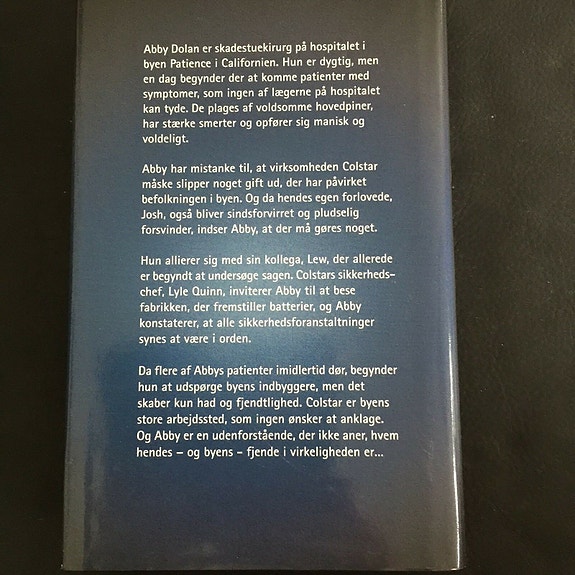 Abby Dolan er skadestuekirurg på hospitalet i
byen Patience i Californien. Hun er dygtig, men
en dag begynder der at komme patienter med
symptomer, som ingen af lægerne på hospitalet
kan tyde. De plages af voldsomme hovedpiner,
har stærke smerter og opfører sig manisk og
voldeligt.
Abby har mistanke til, at virksomheden Colstar
måske slipper noget gift ud, der har påvirket
befolkningen i byen. Og da hendes egen forlovede,
Josh, også bliver sindsforvirret og pludselig
forsvinder, indser Abby, at der må gøres noget.
Hun allierer sig med sin kollega, Lew, der allerede
er begyndt at undersøge sagen. Colstars sikkerheds-
chef, Lyle Quinn, inviterer Abby til at bese
fabrikken, der fremstiller batterier, og Abby
konstaterer, at alle sikkerhedsforanstaltninger
synes at være i orden.
Da flere af Abbys patienter imidlertid dør, begynder
hun at udspørge byens indbyggere, men det
skaber kun had og fjendtlighed. Colstar er byens
store arbejdssted, som ingen ønsker at anklage.
Og Abby er en udenforstående, der ikke aner, hvem
hendes – og byens – fjende i virkeligheden er...